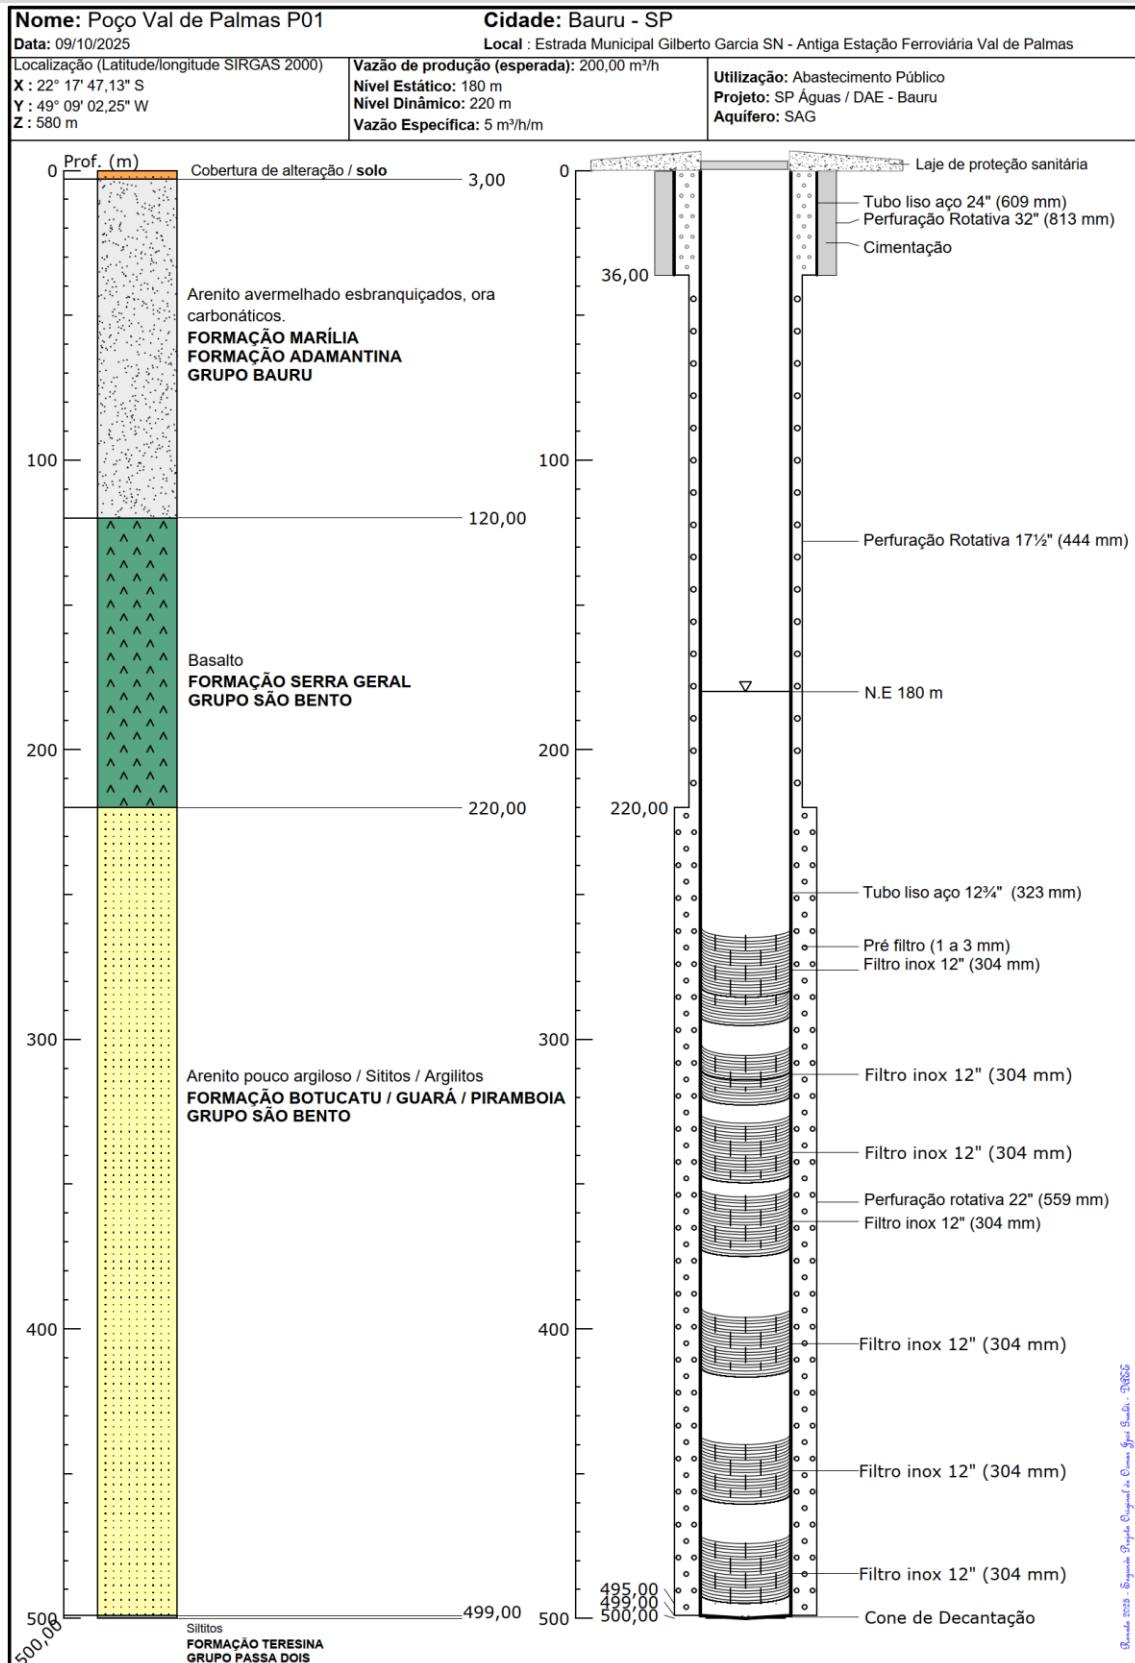 Nome: Poço Val de Palmas P01
Cidade: Bauru - SP
Data: 09/10/2025
Local : Estrada Municipal Gilberto Garcia SN - Antiga Estação Ferroviária Val de Palmas
Localização (Latitude/longitude SIRGAS 2000)
X : 22° 17' 47,13" S
Y : 49° 09' 02,25" W
Z : 580 m
Vazão de produção (esperada): 200,00 m³/h
Nível Estático: 180 m
Nível Dinâmico: 220 m
Vazão Específica: 5 m³/h/m
Utilização: Abastecimento Público
Projeto: SP Águas / DAE - Bauru
Aquífero: SAG
Prof. (m)
0
Cobertura de alteração / solo
3,00
Arenito avermelhado esbranquiçados, ora
carbonáticos.
FORMAÇÃO MARÍLIA
FORMAÇÃO ADAMANTINA
GRUPO BAURU
100
120,00
Basalto
FORMAÇÃO SERRA GERAL
GRUPO SÃO BENTO
200
220,00
300
Arenito pouco argiloso / Sititos / Argilitos
FORMAÇÃO BOTUCATU / GUARÁ / PIRAMBOIA
GRUPO SÃO BENTO
400
499,00
500
500,00
Siltitos
FORMAÇÃO TERESINA
GRUPO PASSA DOIS
0
Laje de proteção sanitária
Tubo liso aço 24" (609 mm)
Perfuração Rotativa 32" (813 mm)
Cimentação
36,00
100
Perfuração Rotativa 17½" (444 mm)
N.E 180 m
200
220,00
Tubo liso aço 12¾" (323 mm)
Pré filtro (1 a 3 mm)
Filtro inox 12" (304 mm)
300
Filtro inox 12" (304 mm)
Filtro inox 12" (304 mm)
Perfuração rotativa 22" (559 mm)
Filtro inox 12" (304 mm)
400
Filtro inox 12" (304 mm)
Filtro inox 12" (304 mm)
Filtro inox 12" (304 mm)
495,00
499,00
500,00
500
Cone de Decantação